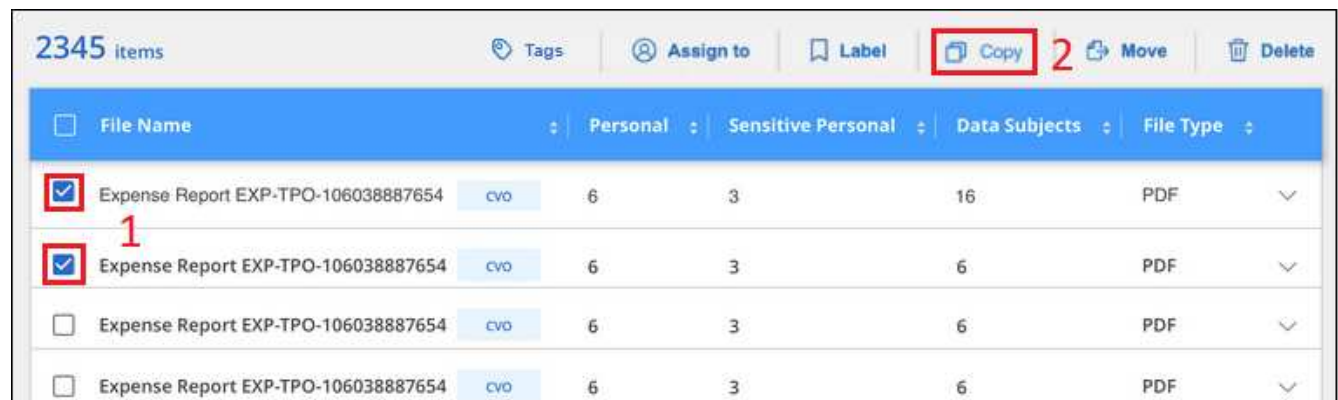 2345 items Tags Assign to Label Copy 2 Move Delete
File Name Personal Sensitive Personal Data Subjects File Type
Expense Report EXP-TPO-106038887654 cvo 6 3 16 PDF
1
Expense Report EXP-TPO-106038887654 cvo 6 3 6 PDF
Expense Report EXP-TPO-106038887654 cvo 6 3 6 PDF
Expense Report EXP-TPO-106038887654 cvo 6 3 6 PDF